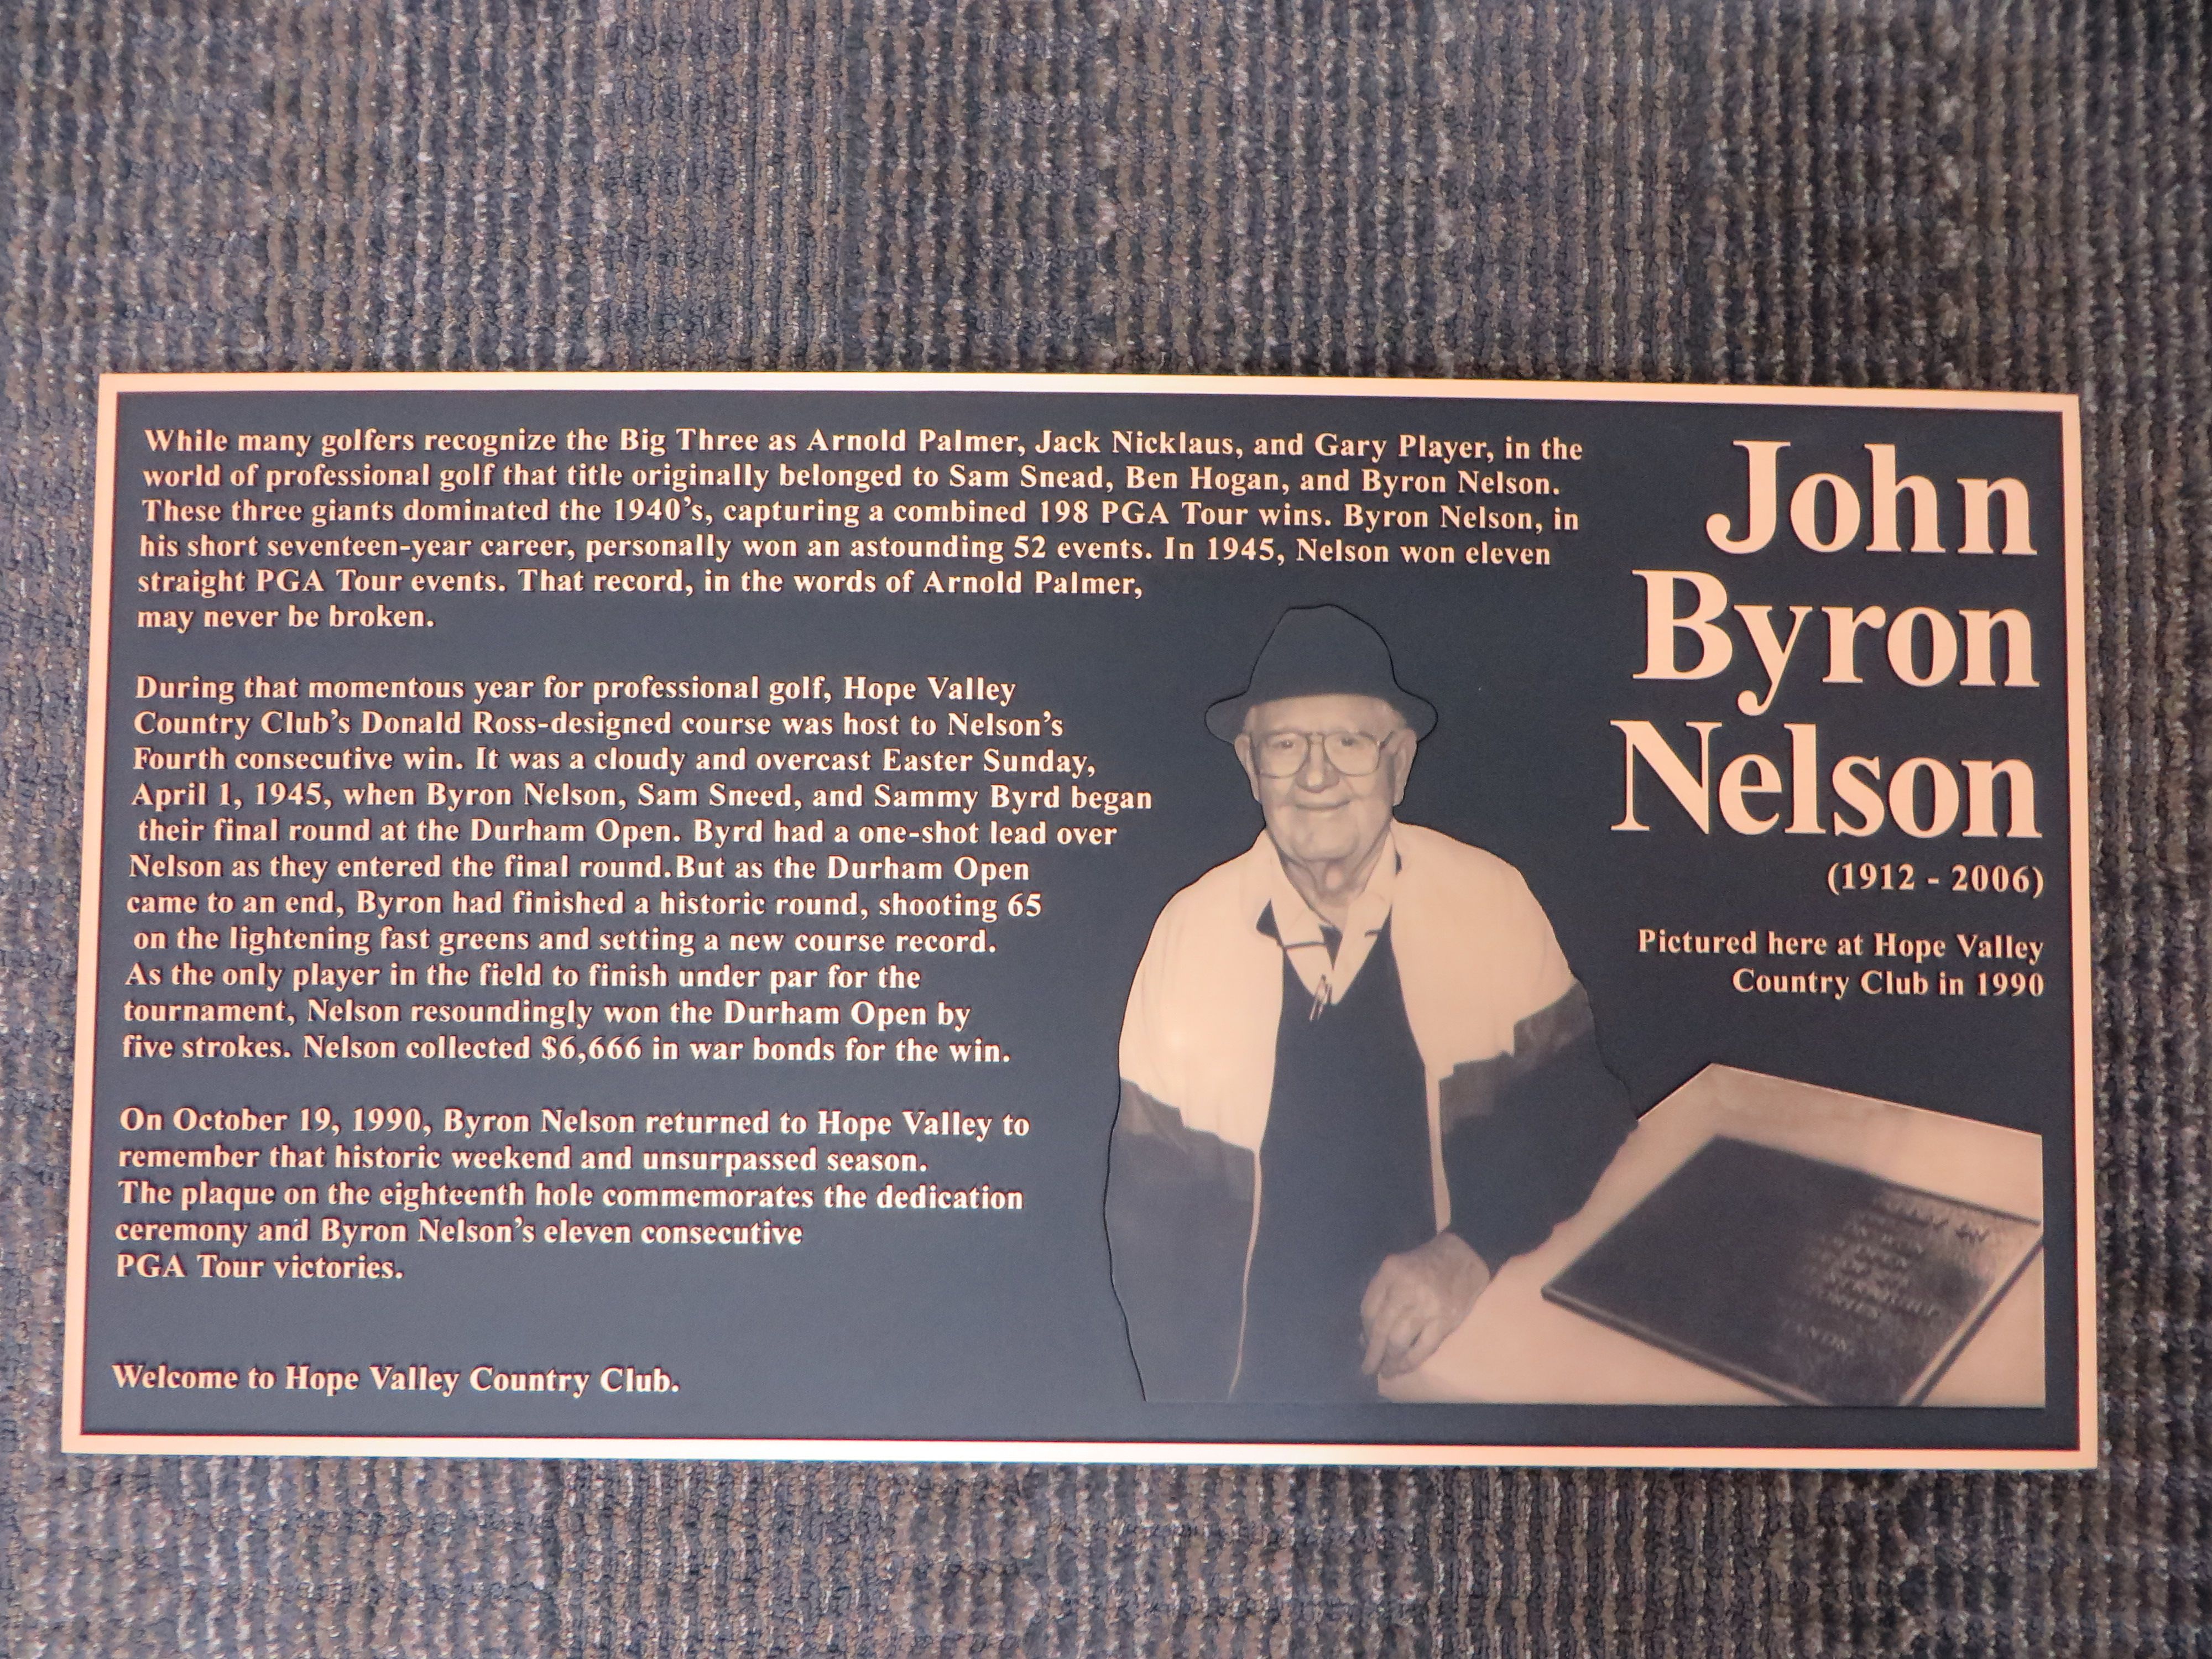 While many golfers recognize the Big Three as Arnold Palmer, Jack Nicklaus, and Gary Player, in the
world of professional golf that title originally belonged to Sam Snead, Ben Hogan, and Byron Nelson.
These three giants dominated the 1940’s, capturing a combined 198 PGA Tour wins. Byron Nelson, in
his short seventeen-year career, personally won an astounding 52 events. In 1945, Nelson won eleven
straight PGA Tour events. That record, in the words of Arnold Palmer,
may never be broken.
During that momentous year for professional golf, Hope Valley
Country Club’s Donald Ross-designed course was host to Nelson’s
Fourth consecutive win. It was a cloudy and overcast Easter Sunday,
April 1, 1945, when Byron Nelson, Sam Sneed, and Sammy Byrd began
their final round at the Durham Open. Byrd had a one-shot lead over
Nelson as they entered the final round.But as the Durham Open
came to an end, Byron had finished a historic round, shooting 65
on the lightening fast greens and setting a new course record.
As the only player in the field to finish under par for the
tournament, Nelson resoundingly won the Durham Open by
five strokes. Nelson collected $6,666 in war bonds for the win.
On October 19, 1990, Byron Nelson returned to Hope Valley to
remember that historic weekend and unsurpassed season.
The plaque on the eighteenth hole commemorates the dedication
ceremony and Byron Nelson’s eleven consecutive
PGA Tour victories.
Welcome to Hope Valley Country Club.
John
Byron
Nelson
(1912 - 2006)
Pictured here at Hope Valley
Country Club in 1990